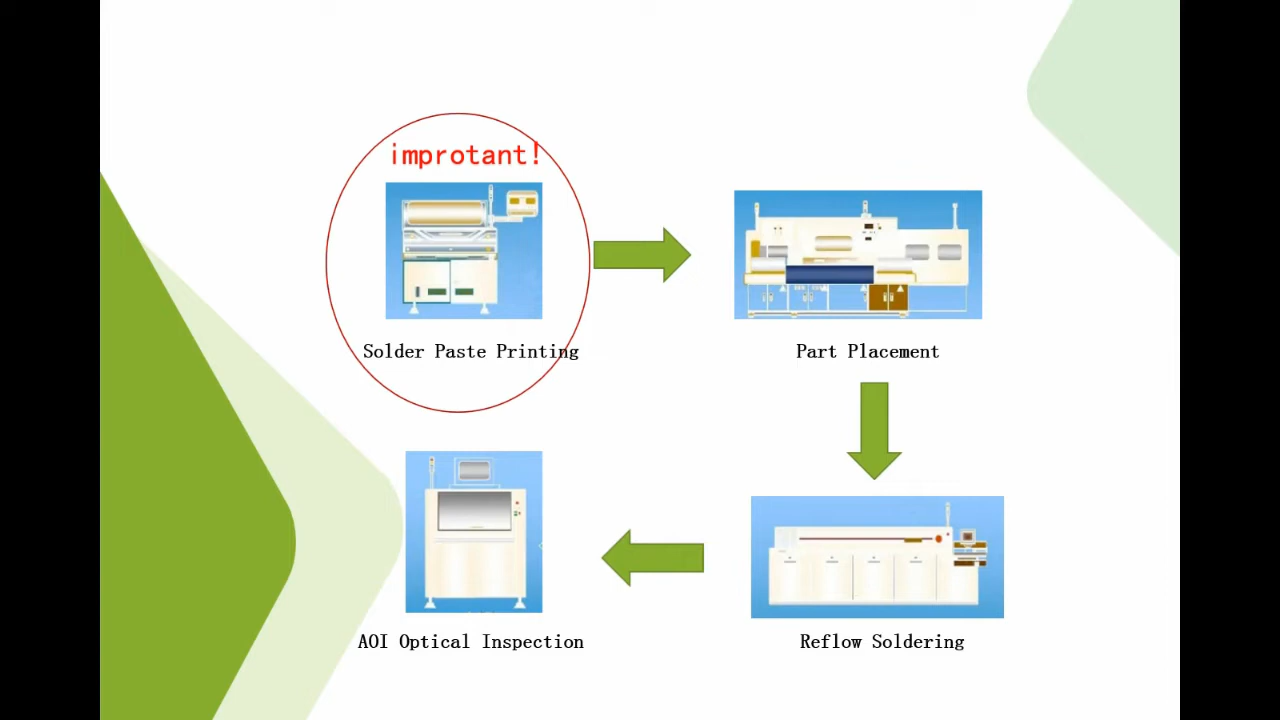 improtant!
Solder Paste Printing
Part Placement
AOI Optical Inspection
Reflow Soldering